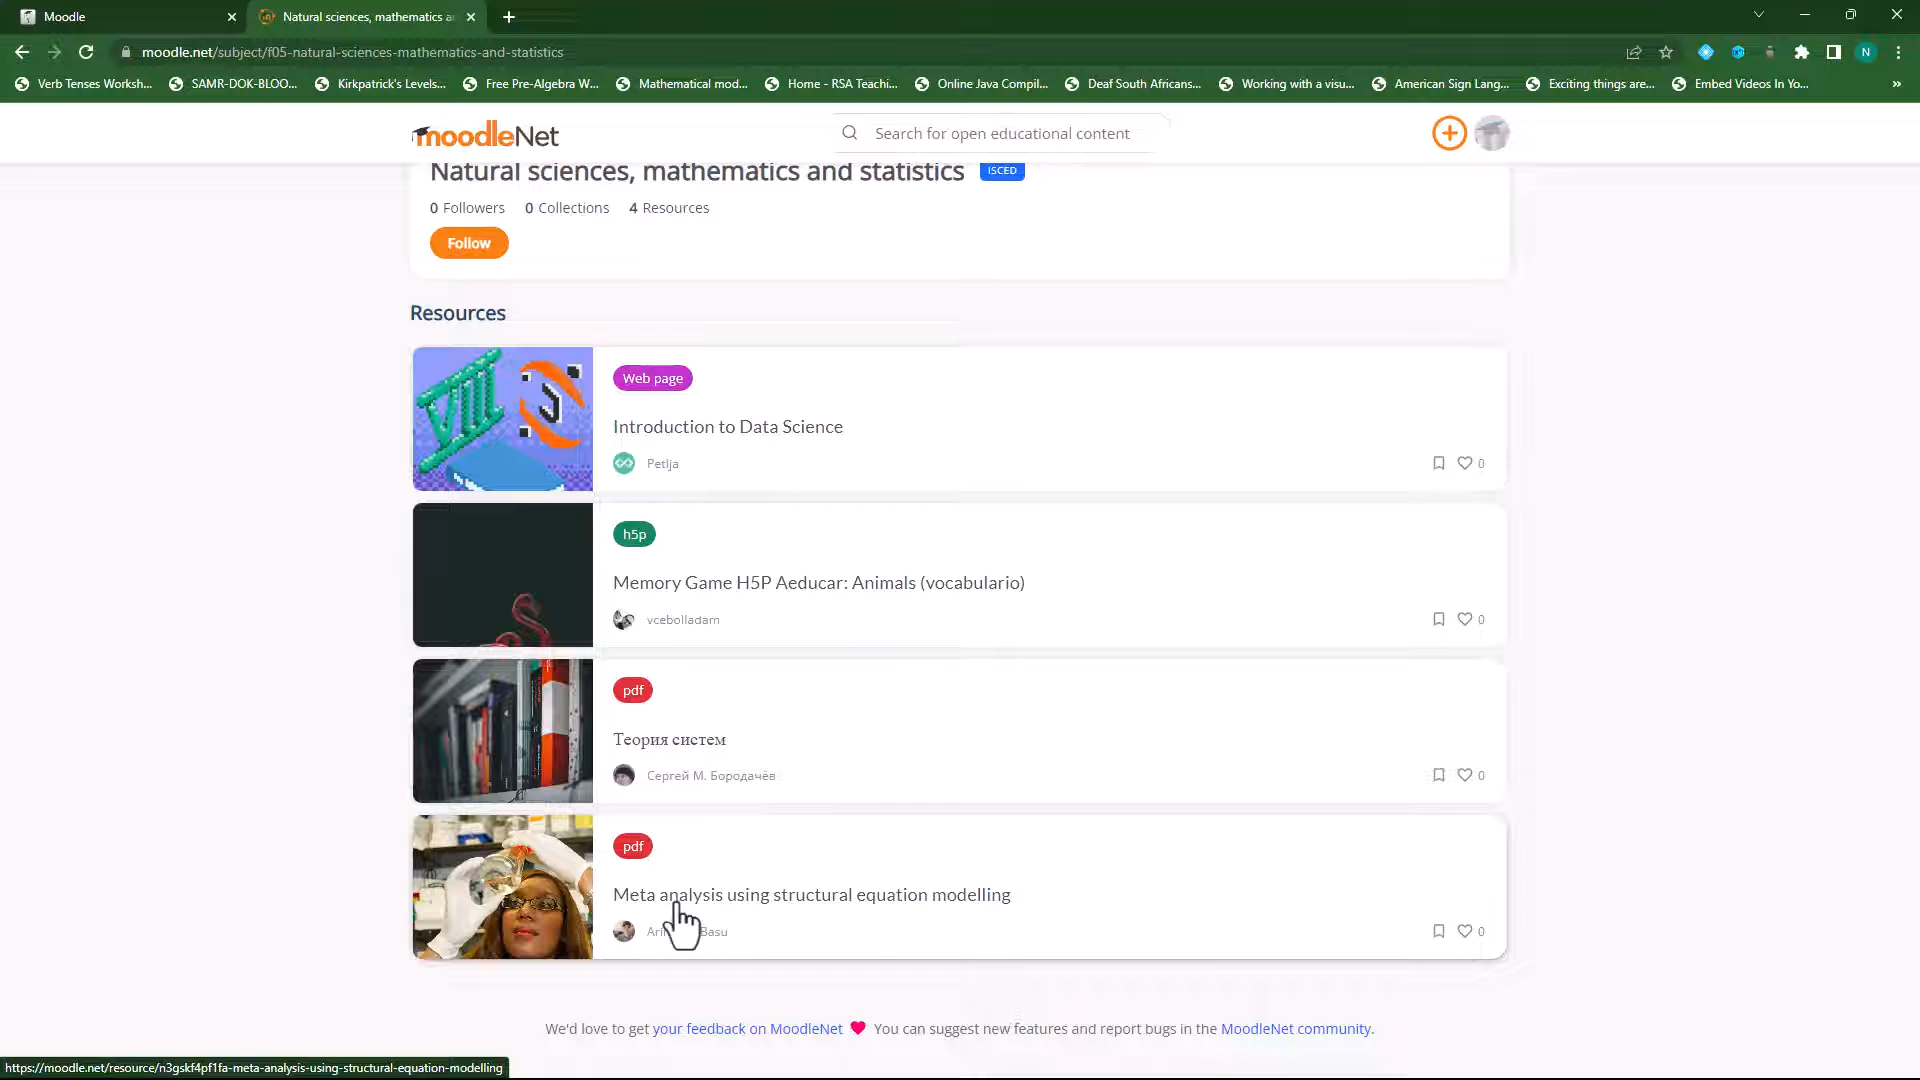 Moodle
Natural sciences, mathematics a
moodle.net/subject/f05-natural-sciences-mathematics-and-statistics
N
Verb Tenses Worksh...
SAMR-DOK-BLOO...
Kirkpatrick's Levels...
Free Pre-Algebra W...
Mathematical mod...
Home - RSA Teachi...
Online Java Compil...
Deaf South Africans...
Working with a visu...
American Sign Lang...
Exciting things are...
Embed Videos In Yo...
»
moodleNet
Search for open educational content
Natural sciences, mathematics and statistics
ISCED
0 Followers
0 Collections
4 Resources
Follow
Resources
Web page
Introduction to Data Science
Petlja
0
h5p
Memory Game H5P Aeducar: Animals (vocabulario)
vcebolladam
0
pdf
Теория систем
Сергей М. Бородачёв
0
pdf
Meta analysis using structural equation modelling
Basu
0
We'd love to get your feedback on MoodleNet ❤ You can suggest new features and report bugs in the MoodleNet community.
https://moodle.net/resource/n3gskf4pf1fa-meta-analysis-using-structural-equation-modelling